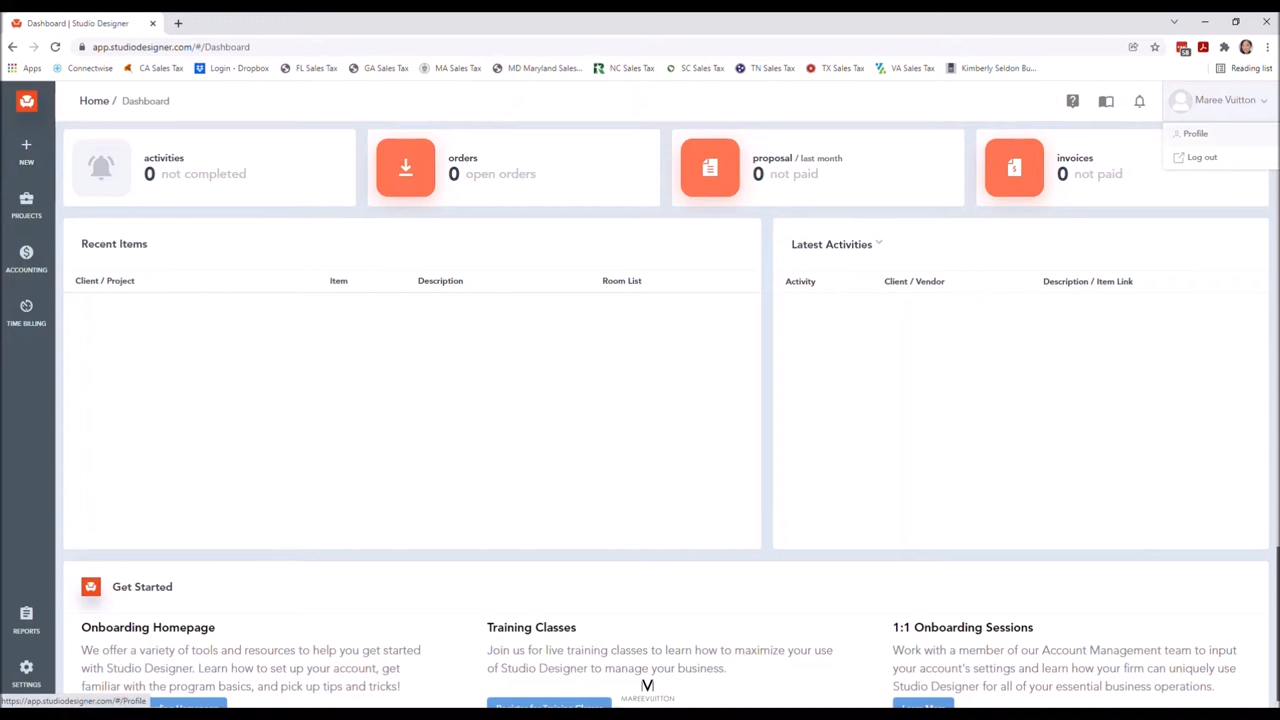 Dashboard | Studio Designer
app.studiodesigner.com/#/Dashboard
58
Apps Connectwise CA Sales Tax Login - Dropbox FL Sales Tax GA Sales Tax MA Sales Tax MD Maryland Sales... NC Sales Tax SC Sales Tax TN Sales Tax TX Sales Tax VA Sales Tax Kimberly Seldon Bu... Reading list
Home / Dashboard
Maree Vuitton
Profile
Log out
NEW
PROJECTS
ACCOUNTING
TIME BILLING
REPORTS
SETTINGS
activities
0 not completed
orders
0 open orders
proposal / last month
0 not paid
invoices
0 not paid
Recent Items
Client / Project Item Description Room List
Latest Activities
Activity Client / Vendor Description / Item Link
Get Started
Onboarding Homepage
We offer a variety of tools and resources to help you get started
with Studio Designer. Learn how to set up your account, get
familiar with the program basics, and pick up tips and tricks!
Training Classes
Join us for live training classes to learn how to maximize your use
of Studio Designer to manage your business.
Register for Training Classes
1:1 Onboarding Sessions
Work with a member of our Account Management team to input
your account's settings and learn how your firm can uniquely use
Studio Designer for all of your essential business operations.
Learn More
https://app.studiodesigner.com/#/Profile
MAREEVUITTON